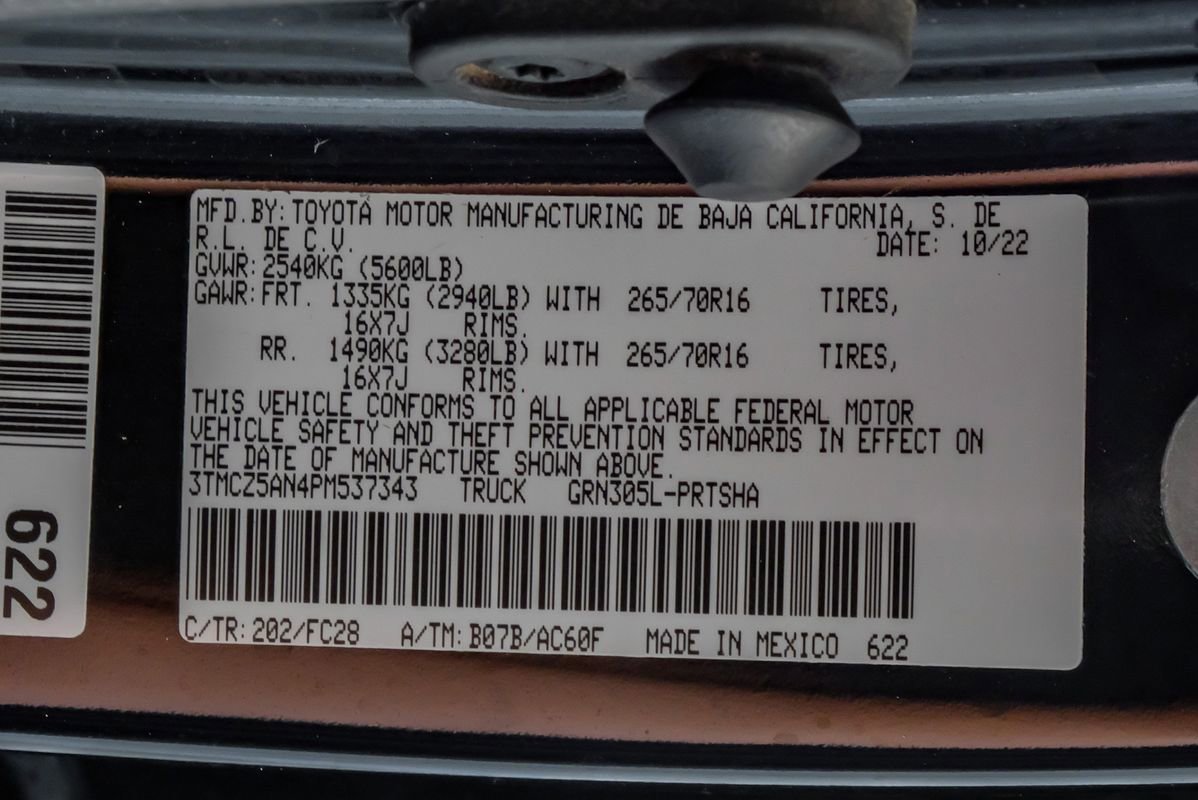 MFD.BY: TOYOTA MOTOR MANUFACTURING DE BAJA CALIFORNIA, S. DE
R.L. DE C.V. DATE: 10/22
GVWR: 2540KG (5600LB)
GAWR: FRT. 1335KG (2940LB) WITH 265/70R16 TIRES,
16X7J RIMS.
RR. 1490KG (3280LB) WITH 265/70R16 TIRES,
16X7J RIMS.
THIS VEHICLE CONFORMS TO ALL APPLICABLE FEDERAL MOTOR
VEHICLE SAFETY AND THEFT PREVENTION STANDARDS IN EFFECT ON
THE DATE OF MANUFACTURE SHOWN ABOVE.
3TMCZ5AN4PM537343 TRUCK GRN305L-PRTSHA
C/TR: 202/FC28 A/TM: B07B/AC60F MADE IN MEXICO 622
622